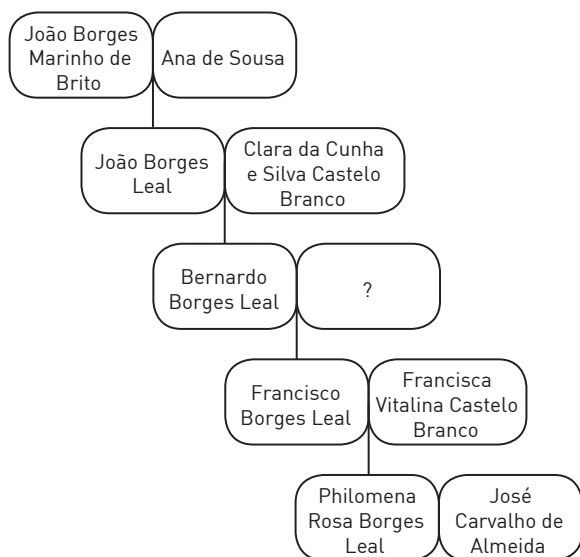 João Borges
Marinho de
Brito
Ana de Sousa
João Borges
Leal
Clara da Cunha
e Silva Castelo
Branco
Bernardo
Borges Leal
?
Francisco
Borges Leal
Francisca
Vitalina Castelo
Branco
Philomena
Rosa Borges
Leal
José
Carvalho de
Almeida